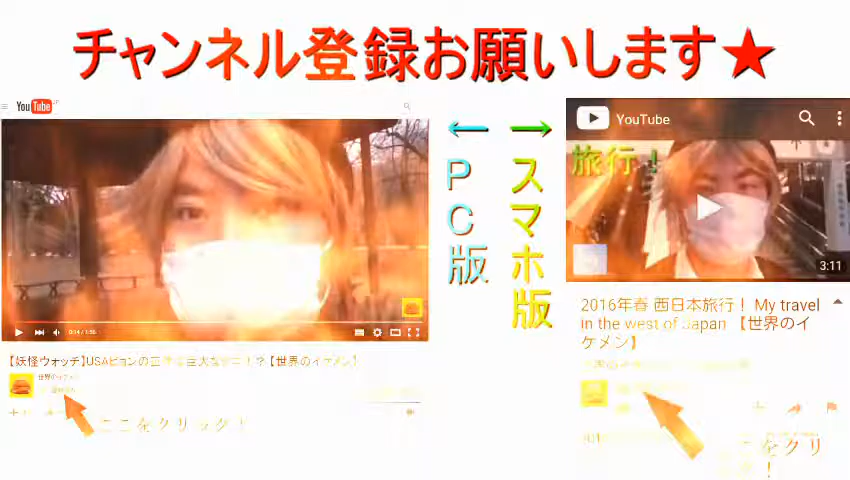 チャンネル登録お願いします★
YouTube
←PC版
→スマホ版
YouTube
旅行！
3:11
2016年春 西日本旅行！ My travel
in the west of Japan 【世界のイ
ケメン】
【妖怪ウォッチ】USAピョンの
【世界のイケメン】
ここをクリック！
こをクリ
！